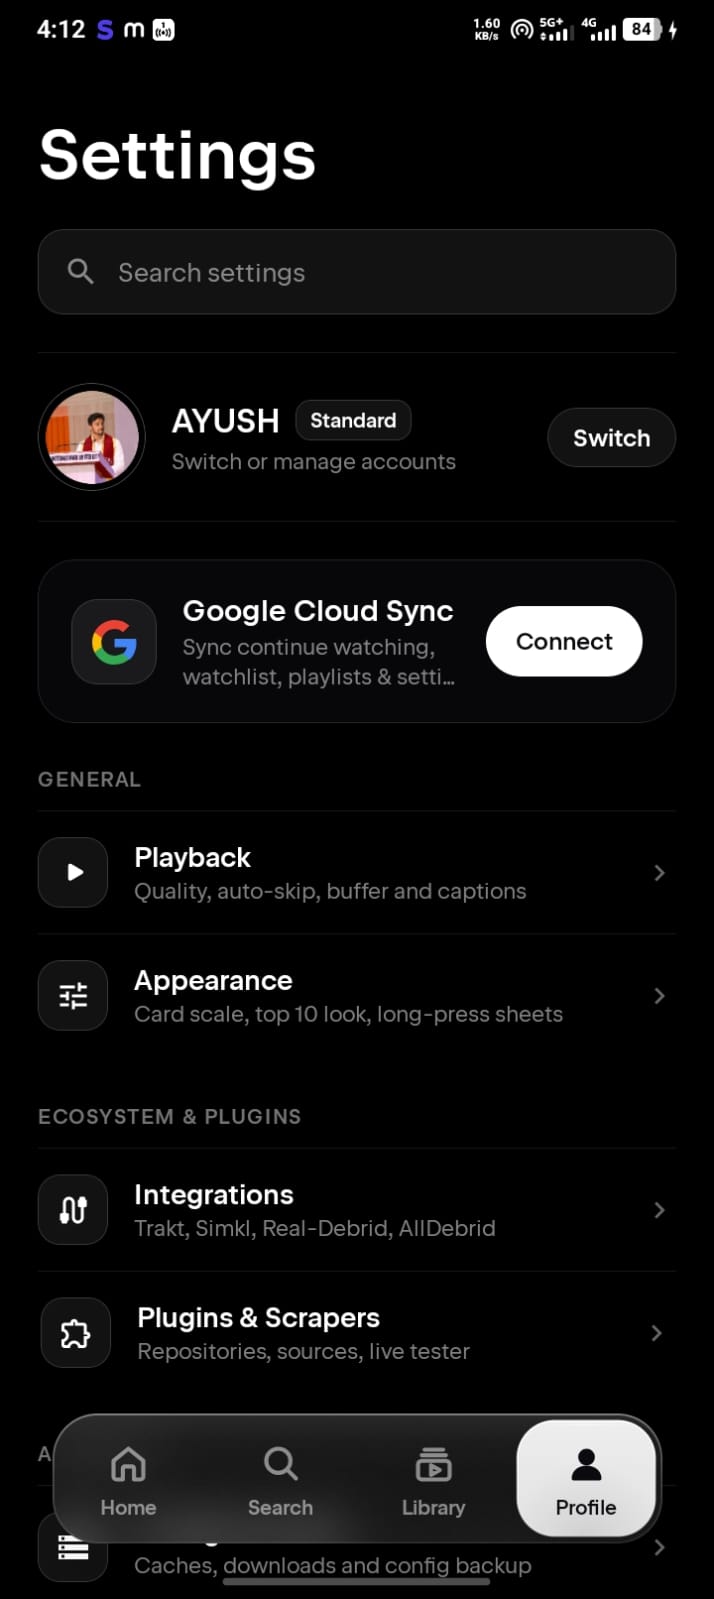 4:12
1.60 KB/s
5G+
4G
84
Settings
Search settings
AYUSH
Standard
Switch or manage accounts
Switch
Google Cloud Sync
Sync continue watching,
watchlist, playlists & setti...
Connect
GENERAL
Playback
Quality, auto-skip, buffer and captions
Appearance
Card scale, top 10 look, long-press sheets
ECOSYSTEM & PLUGINS
Integrations
Trakt, Simkl, Real-Debrid, AllDebrid
Plugins & Scrapers
Repositories, sources, live tester
Home
Search
Library
Profile
Caches, downloads and config backup